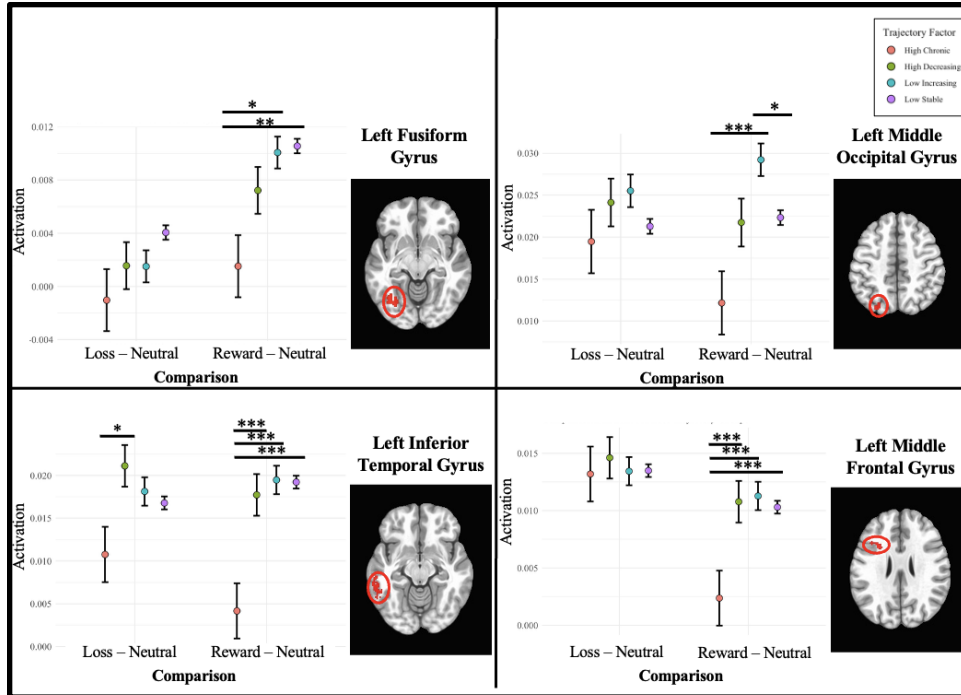 *
**
0.012
0.008
0.004
0.000
-0.004
Activation
Loss – Neutral
Reward – Neutral
Comparison
Left Fusiform
Gyrus
Trajectory Factor
High Chronic
High Decreasing
Low Increasing
Low Stable
*
***
0.030
0.025
0.020
0.015
0.010
Activation
Loss – Neutral
Reward – Neutral
Comparison
Left Middle
Occipital Gyrus
*
***
***
***
0.020
0.015
0.010
0.005
0.000
Activation
Loss – Neutral
Reward – Neutral
Comparison
Left Inferior
Temporal Gyrus
***
***
***
0.015
0.010
0.005
0.000
Activation
Loss – Neutral
Reward – Neutral
Comparison
Left Middle
Frontal Gyrus